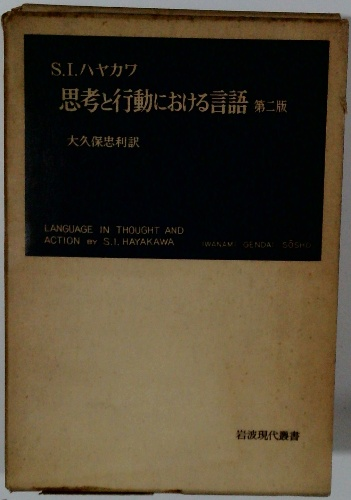 S.I.ハヤカワ
思考と行動における言語 第二版
大久保忠利訳
LANGUAGE IN THOUGHT AND
ACTION BY S.I. HAYAKAWA
IWANAMI GENDAI SŌSHO
岩波現代叢書